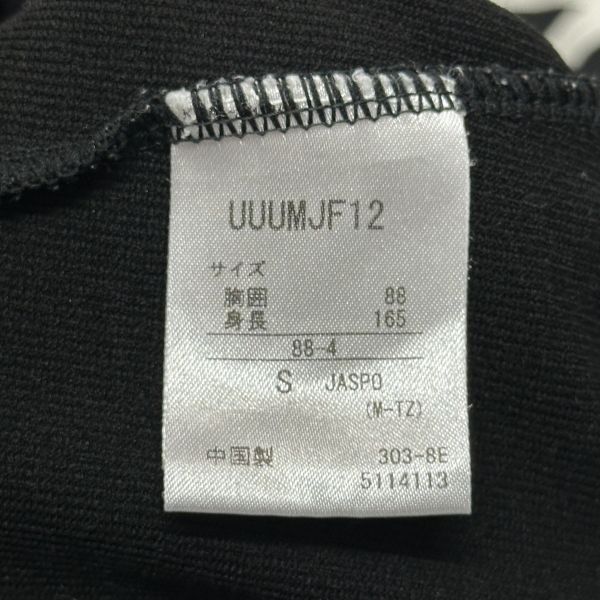 UUUMJF12
サイズ
胸囲 88
身長 165
88-4
S JASPO
(M-TZ)
中国製 303-8E
5114113